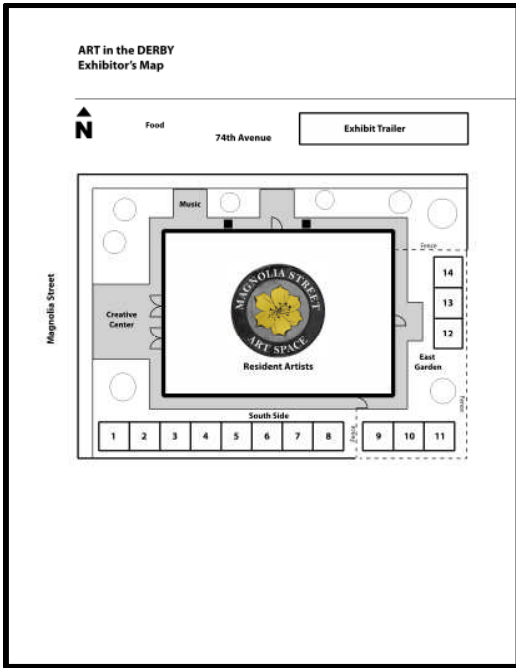 ART in the DERBY
Exhibitor's Map
N
Food
74th Avenue
Exhibit Trailer
Music
Fence
Magnolia Street
Creative
Center
MAGNOLIA STREET
ART SPACE
Resident Artists
14
13
12
East
Garden
Fence
South Side
1 2 3 4 5 6 7 8
Fence
9 10 11